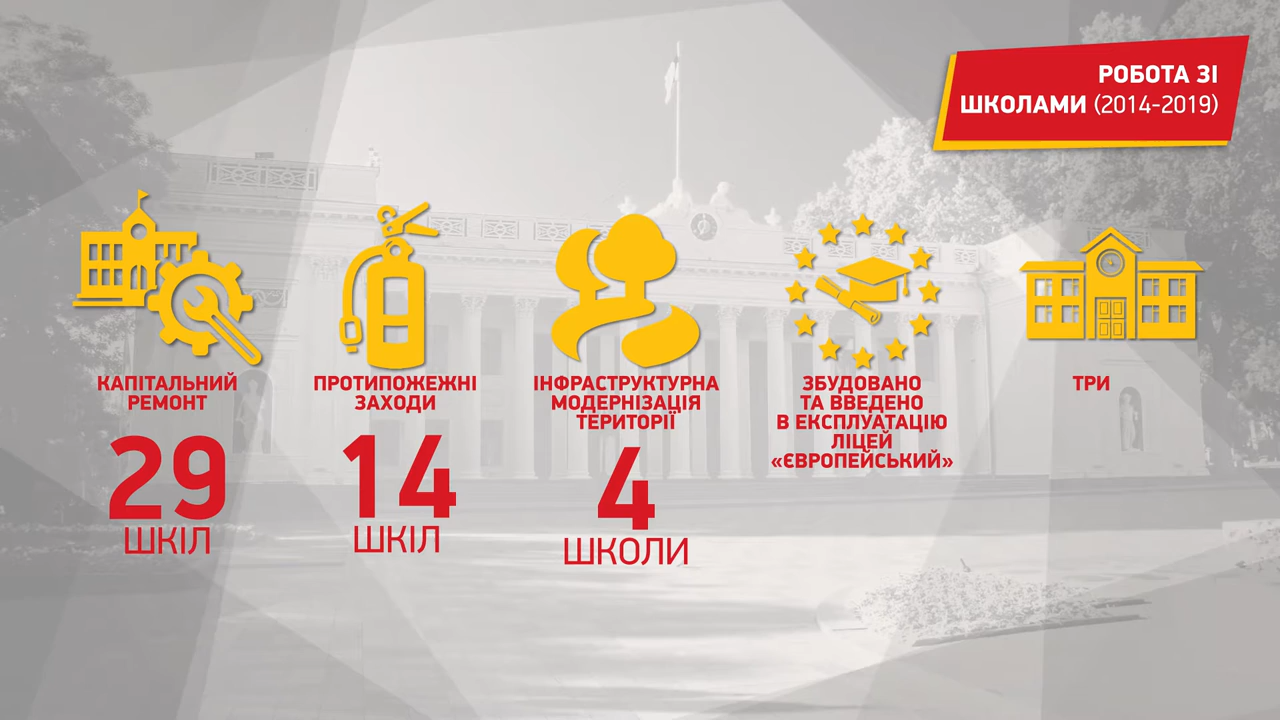 РОБОТА ЗІ
ШКОЛАМИ (2014-2019)
КАПІТАЛЬНИЙ
РЕМОНТ
29
ШКІЛ
ПРОТИПОЖЕЖНІ
ЗАХОДИ
14
ШКІЛ
ІНФРАСТРУКТУРНА
МОДЕРНІЗАЦІЯ
ТЕРИТОРІЇ
4
ШКОЛИ
ЗБУДОВАНО
ТА ВВЕДЕНО
В ЕКСПЛУАТАЦІЮ
ЛІЦЕЙ
«ЄВРОПЕЙСЬКИЙ»
ТРИ